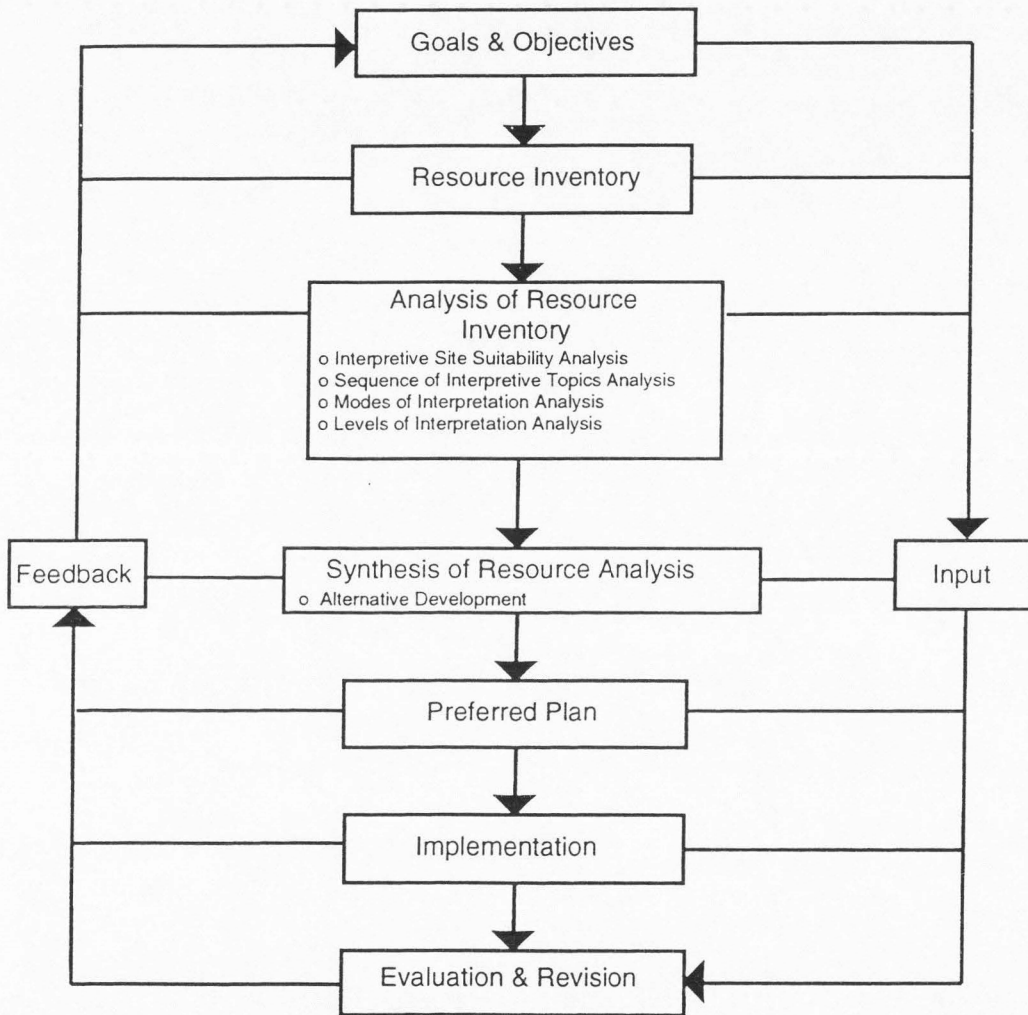 Goals & Objectives
Resource Inventory
Analysis of Resource
Inventory
o Interpretive Site Suitability Analysis
o Sequence of Interpretive Topics Analysis
o Modes of Interpretation Analysis
o Levels of Interpretation Analysis
Feedback
Synthesis of Resource Analysis
o Alternative Development
Input
Preferred Plan
Implementation
Evaluation & Revision